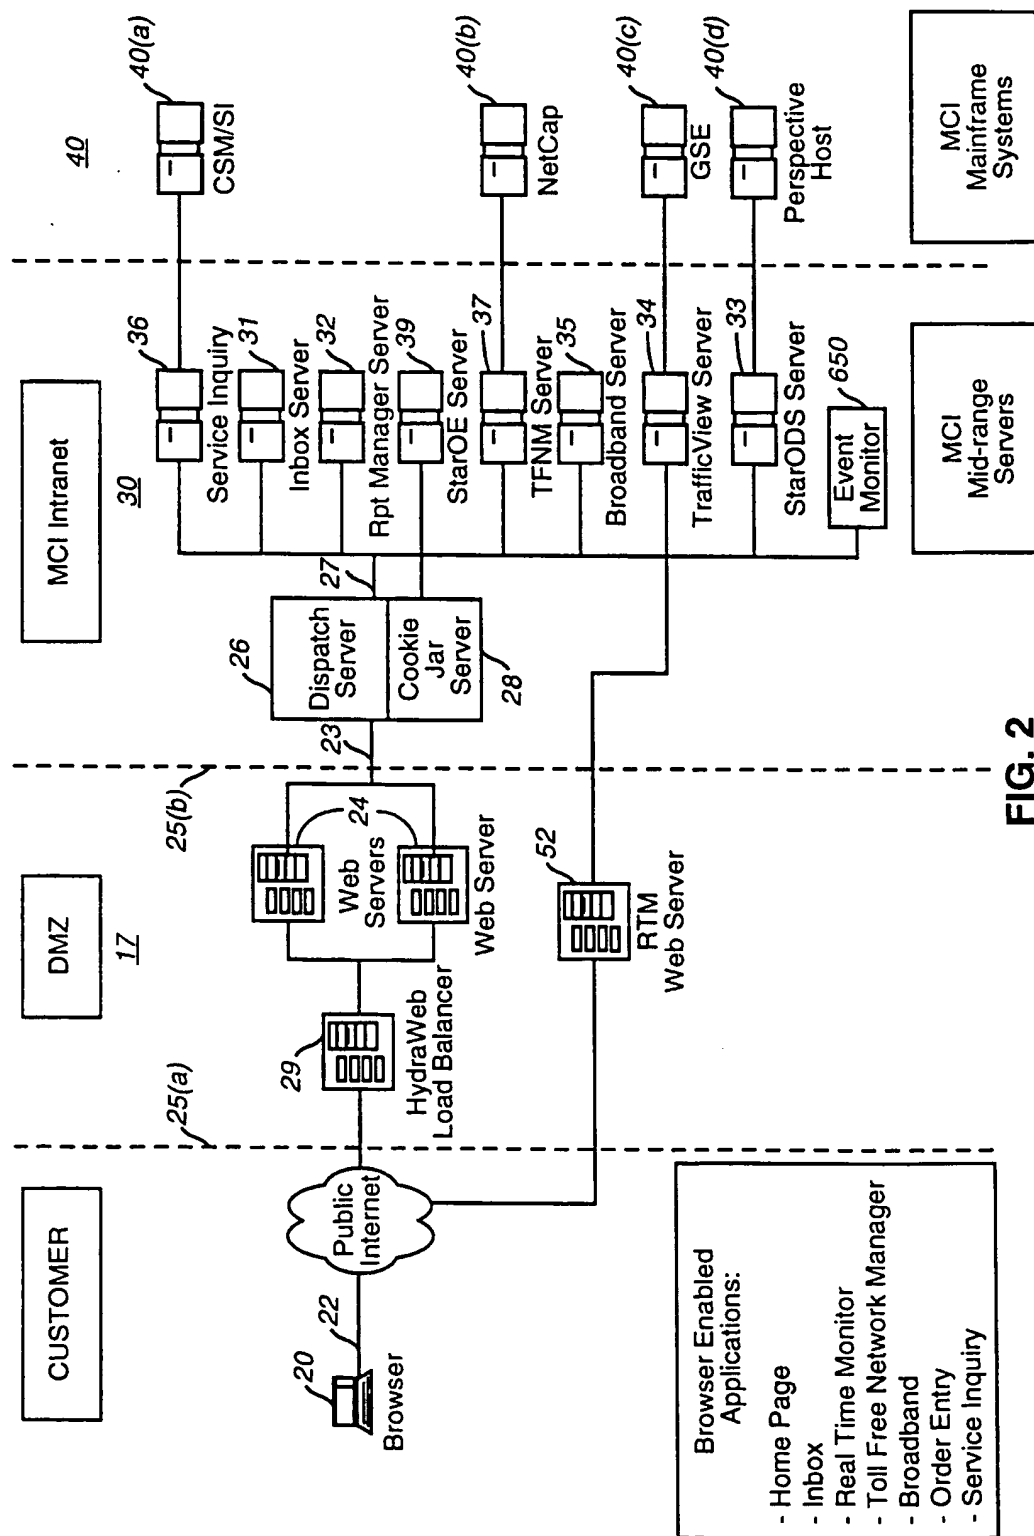 CUSTOMER
DMZ
17
MCI Intranet
30
40
25(a)
25(b)
20
22
Browser
Public
Internet
29
HydraWeb
Load Balancer
24
Web
Servers
Web Server
52
RTM
Web Server
23
26
Dispatch
Server
27
Cookie
Jar
Server
28
36
Service Inquiry
31
Inbox Server
32
Rpt Manager Server
39
StarOE Server
37
TFNM Server
35
Broadband Server
34
TrafficView Server
33
StarODS Server
650
Event
Monitor
40(a)
CSM/SI
40(b)
NetCap
40(c)
GSE
40(d)
Perspective
Host
Browser Enabled
Applications:
- Home Page
- Inbox
- Real Time Monitor
- Toll Free Network Manager
- Broadband
- Order Entry
- Service Inquiry
MCI
Mid-range
Servers
MCI
Mainframe
Systems
FIG. 2